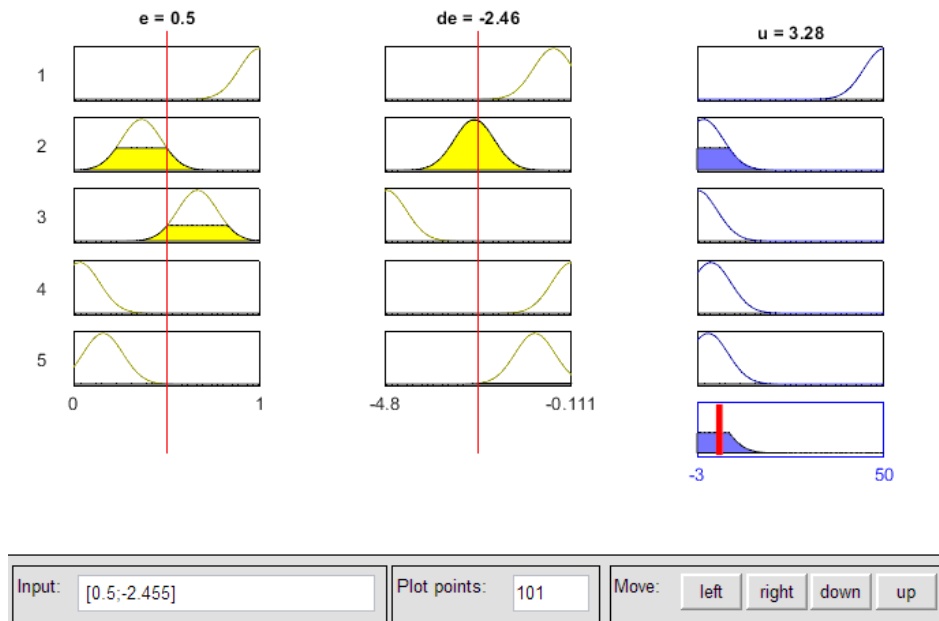 e = 0.5 de = -2.46 u = 3.28
1
2
3
4
5
0 1 -4.8 -0.111
-3 50
Input: [0.5;-2.455] Plot points: 101 Move: left right down up